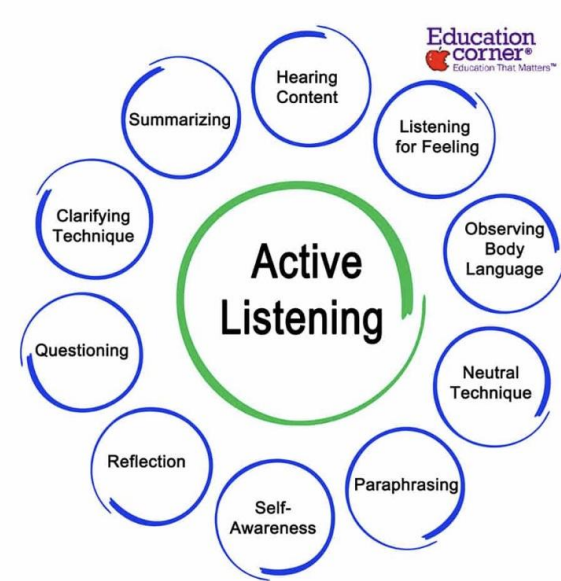 Education
corner®
Education That Matters™
Hearing
Content
Listening
for Feeling
Observing
Body
Language
Neutral
Technique
Paraphrasing
Self-
Awareness
Reflection
Questioning
Clarifying
Technique
Summarizing
Active
Listening